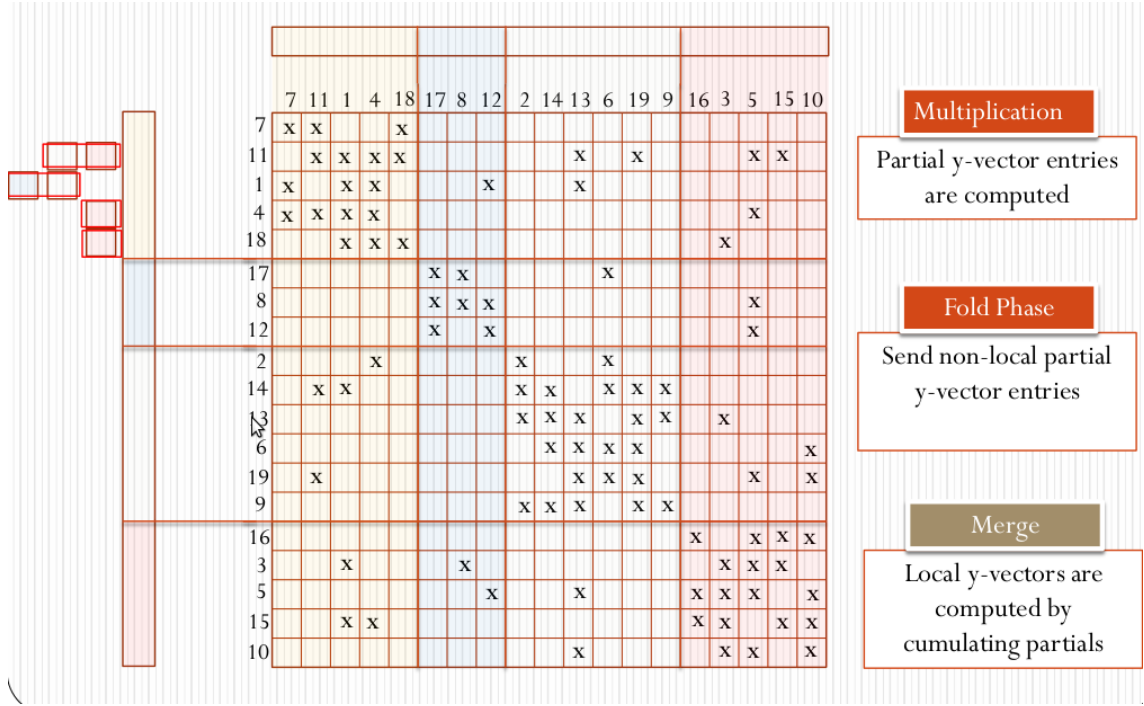 7 11 1 4 18 17 8 12 2 14 13 6 19 9 16 3 5 15 10
7 x x x
11 x x x x x x x x
1 x x x x x
4 x x x x x
18 x x x x
17 x x x
8 x x x x
12 x x x
2 x x x
14 x x x x x x x
13 x x x x x x
6 x x x x x
19 x x x x x x
9 x x x x x
16 x x x x
3 x x x x x
5 x x x x x x
15 x x x x x x
10 x x x x
Multiplication
Partial y-vector entries
are computed
Fold Phase
Send non-local partial
y-vector entries
Merge
Local y-vectors are
computed by
cumulating partials